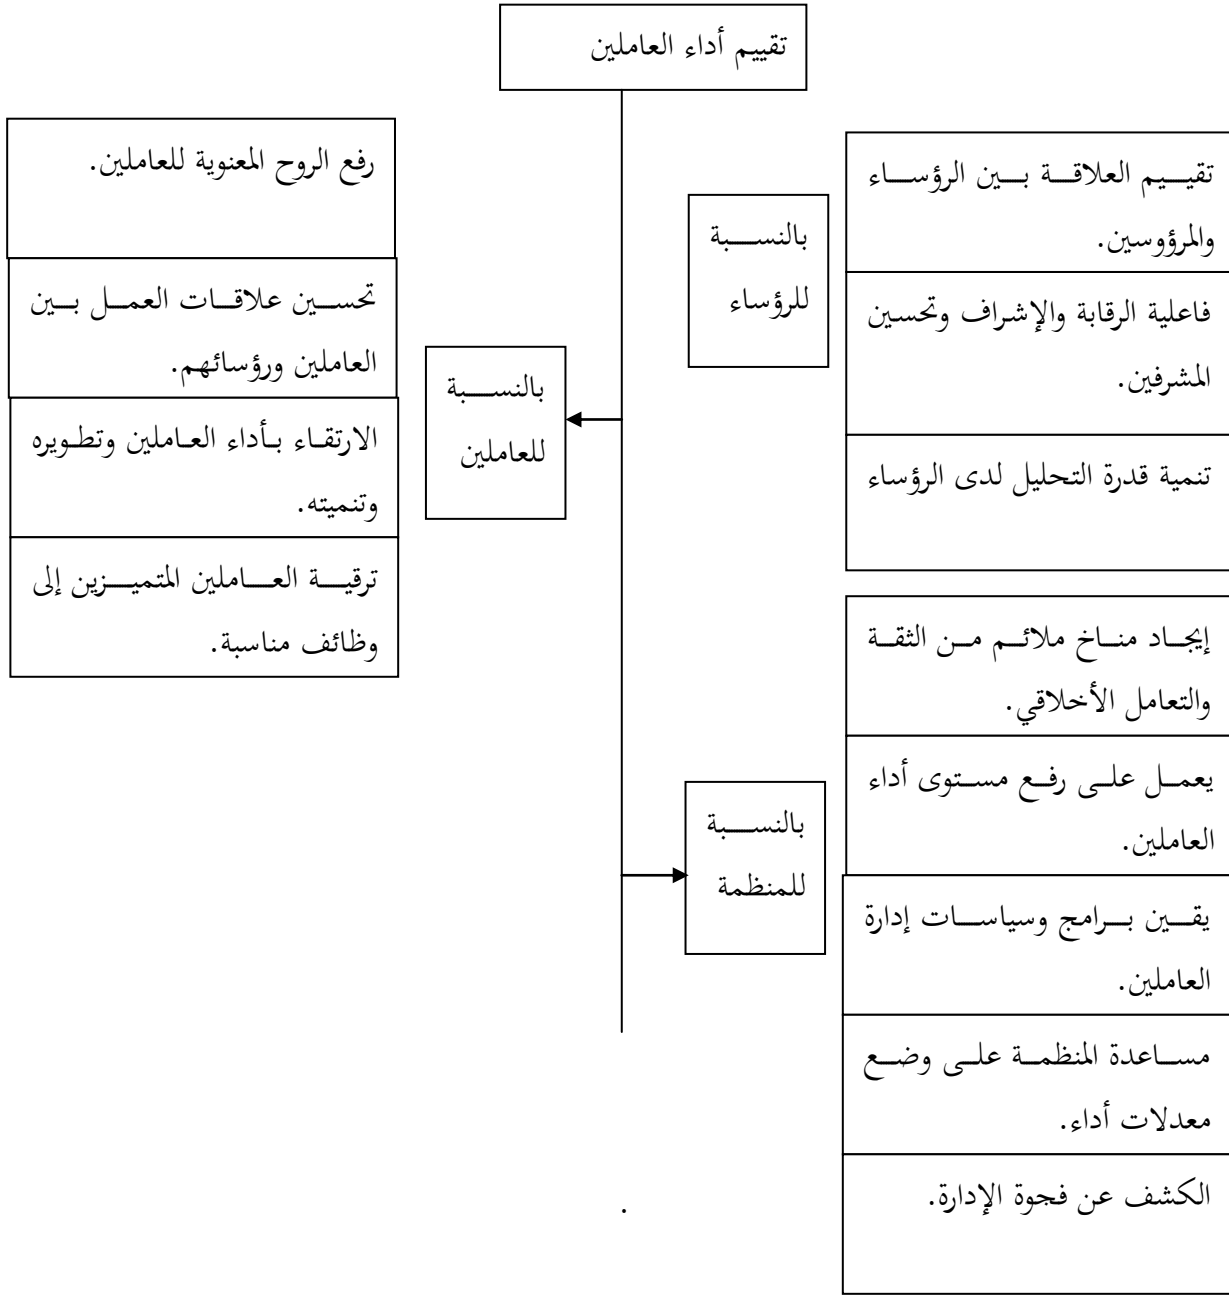 تقييم أداء العاملين
بالنسبة
للرؤساء
تقييم العلاقة بين الرؤساء
والمرؤوسين.
فاعلية الرقابة والإشراف وتحسين
المشرفين.
تنمية قدرة التحليل لدى الرؤساء
بالنسبة
للعاملين
رفع الروح المعنوية للعاملين.
تحسين علاقات العمل بين
العاملين ورؤسائهم.
الارتقاء بأداء العاملين وتطويره
وتنميته.
ترقية العاملين المتميزين إلى
وظائف مناسبة.
بالنسبة
للمنظمة
إيجاد مناخ ملائم من الثقة
والتعامل الأخلاقي.
يعمل على رفع مستوى أداء
العاملين.
يقين برامج وسياسات إدارة
العاملين.
مساعدة المنظمة على وضع
معدلات أداء.
الكشف عن فجوة الإدارة.
.